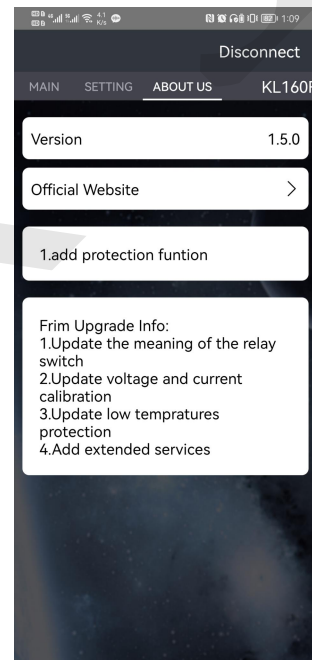 4.1 K/s 1:09
Disconnect
MAIN SETTING ABOUT US KL160F
Version 1.5.0
Official Website >
1.add protection funtion
Frim Upgrade Info:
1.Update the meaning of the relay
switch
2.Update voltage and current
calibration
3.Update low tempratures
protection
4.Add extended services